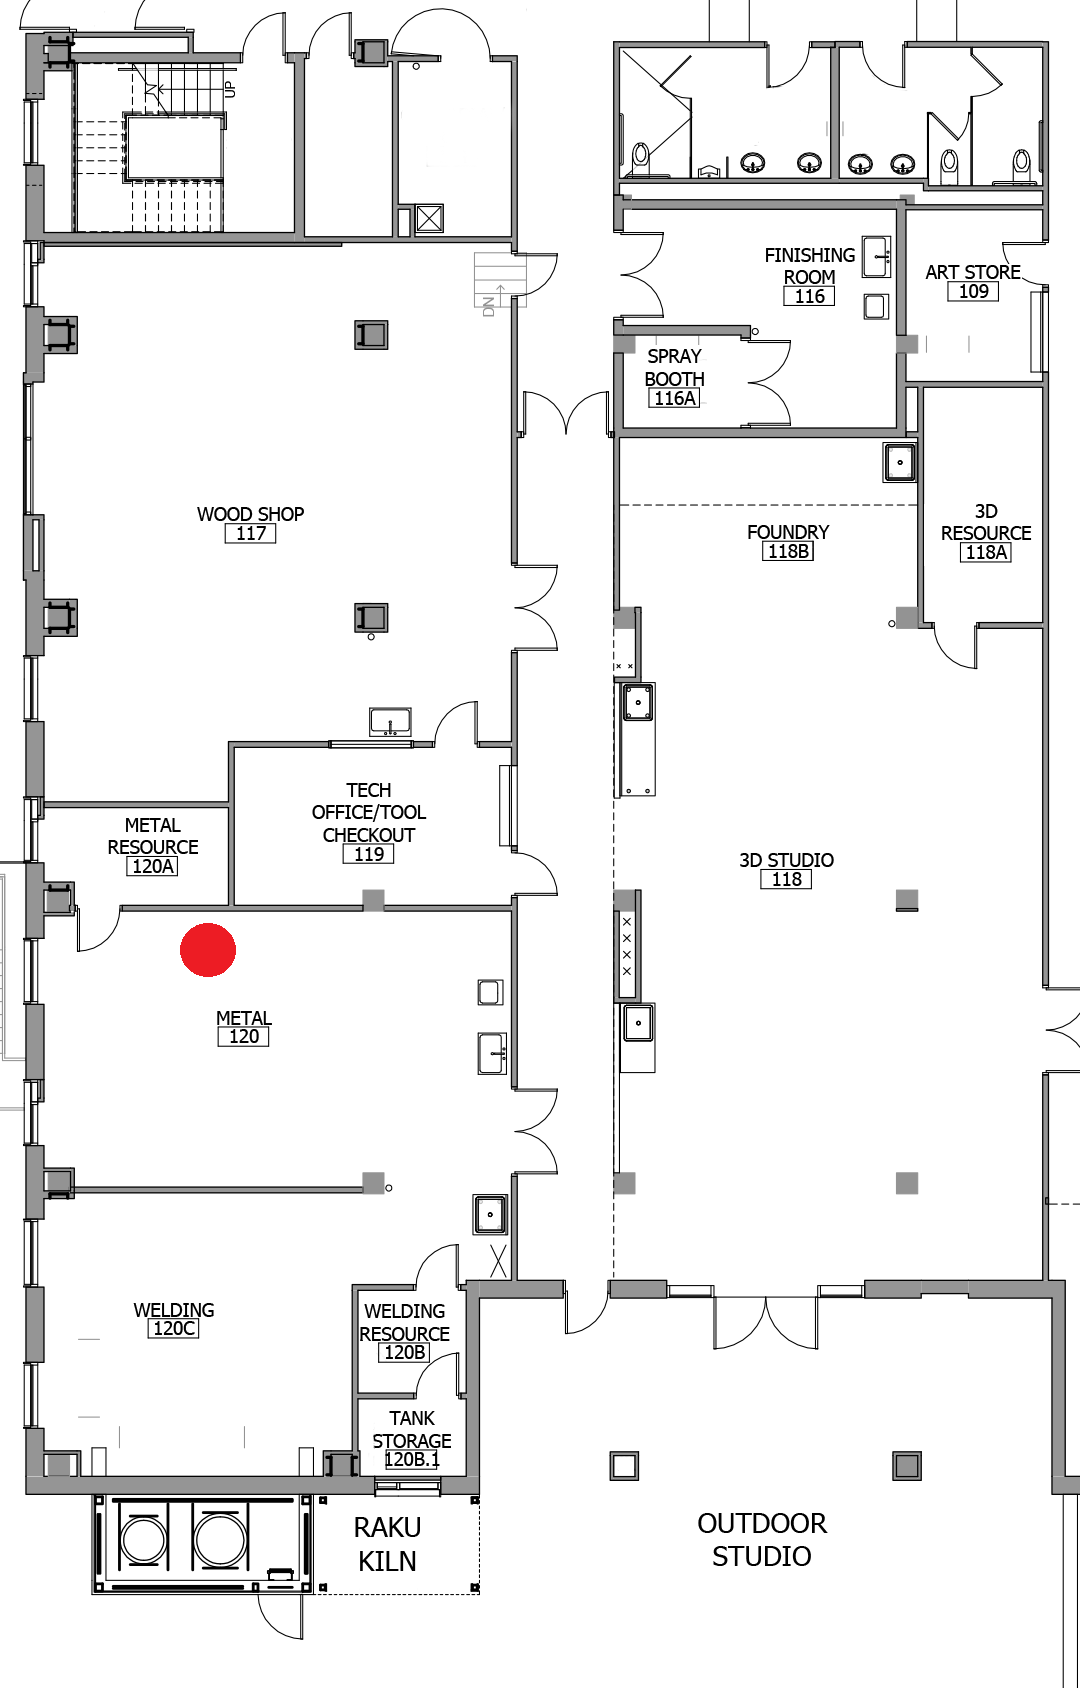 UP
FINISHING
ROOM
116
ART STORE
109
DN
SPRAY
BOOTH
116A
WOOD SHOP
117
FOUNDRY
118B
3D
RESOURCE
118A
TECH
OFFICE/TOOL
CHECKOUT
119
METAL
RESOURCE
120A
3D STUDIO
118
METAL
120
WELDING
120C
WELDING
RESOURCE
120B
TANK
STORAGE
120B.1
RAKU
KILN
OUTDOOR
STUDIO